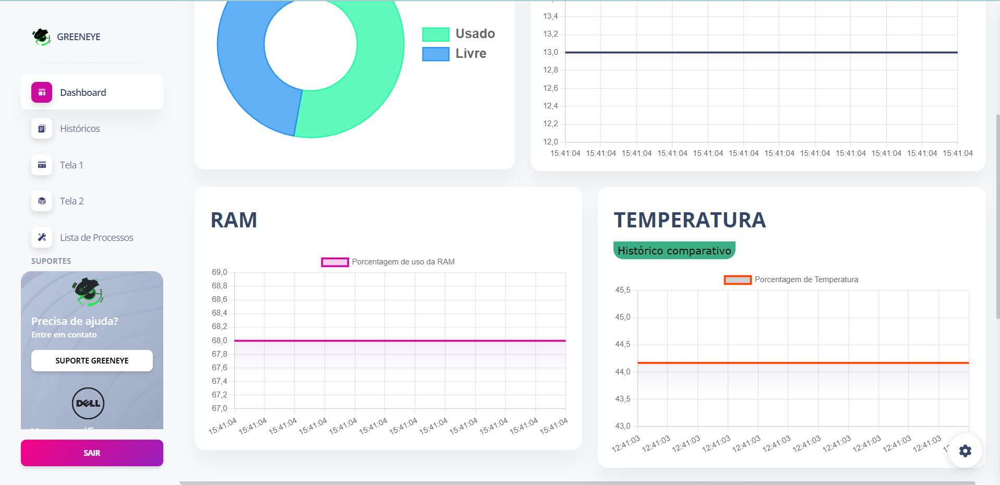 GREENEYE
Dashboard
Históricos
Tela 1
Tela 2
Lista de Processos
SUPORTES
Precisa de ajuda?
Entre em contato
SUPORTE GREENEYE
DELL
SAIR
Usado
Livre
13,4
13,2
13,0
12,8
12,6
12,4
12,2
12,0
15:41:04 15:41:04 15:41:04 15:41:04 15:41:04 15:41:04 15:41:04 15:41:04 15:41:04 15:41:04 15:41:04 15:41:04
RAM
Porcentagem de uso da RAM
69,0
68,8
68,6
68,4
68,2
68,0
67,8
67,6
67,4
67,2
67,0
15:41:04 15:41:04 15:41:04 15:41:04 15:41:04 15:41:04 15:41:04 15:41:04 15:41:04 15:41:04 15:41:04 15:41:04
TEMPERATURA
Histórico comparativo
Porcentagem de Temperatura
45,5
45,0
44,5
44,0
43,5
43,0
12:41:03 12:41:03 12:41:03 12:41:03 12:41:03 12:41:03 12:41:03 12:41:03 12:41:03 12:41:03 12:41:03